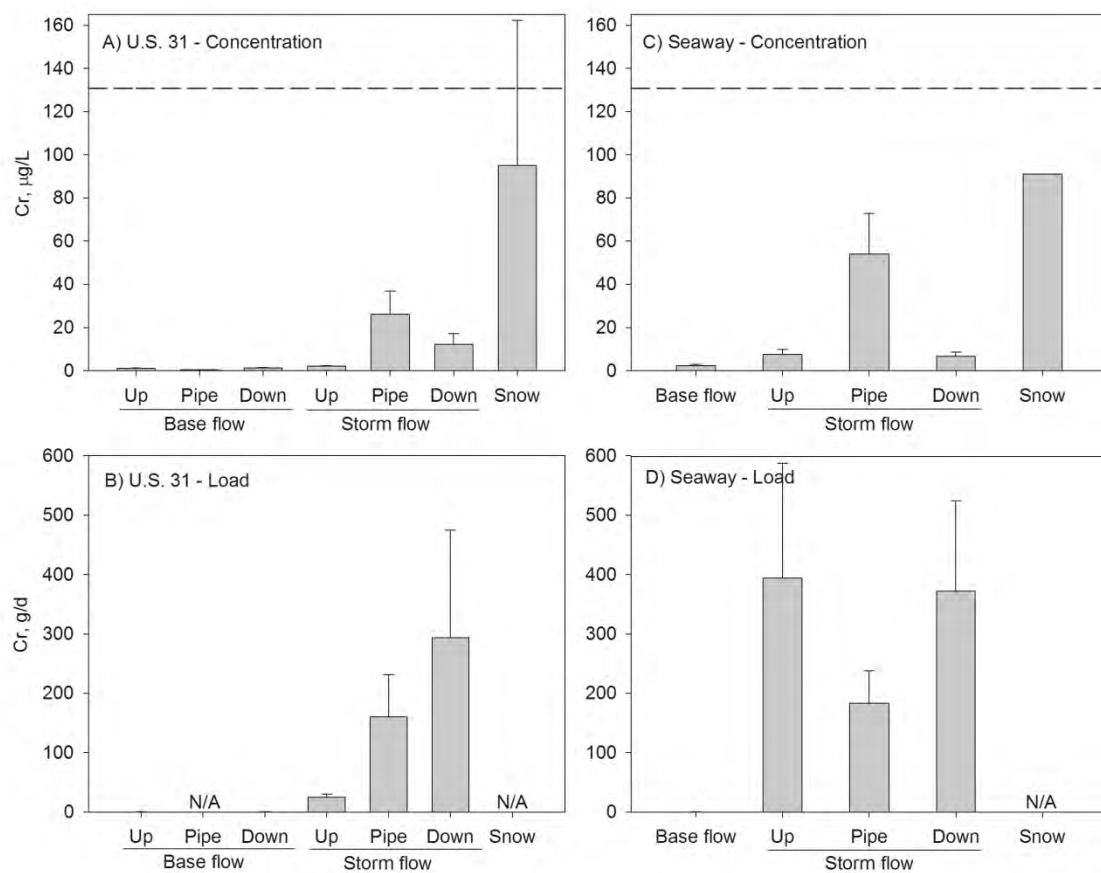 A) U.S. 31 - Concentration
Cr, µg/L
160
140
120
100
80
60
40
20
0
Up Pipe Down Up Pipe Down Snow
Base flow Storm flow
C) Seaway - Concentration
160
140
120
100
80
60
40
20
0
Base flow Up Pipe Down Snow
Storm flow
B) U.S. 31 - Load
Cr, g/d
600
500
400
300
200
100
0
N/A N/A
Up Pipe Down Up Pipe Down Snow
Base flow Storm flow
D) Seaway - Load
600
500
400
300
200
100
0
N/A
Base flow Up Pipe Down Snow
Storm flow